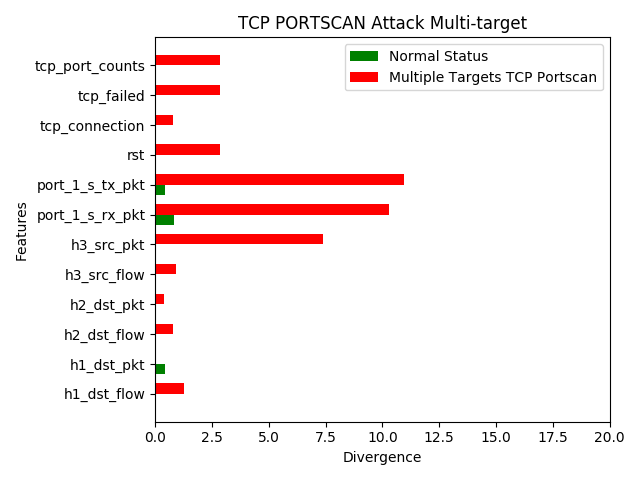 TCP PORTSCAN Attack Multi-target
Normal Status
Multiple Targets TCP Portscan
Features
tcp_port_counts
tcp_failed
tcp_connection
rst
port_1_s_tx_pkt
port_1_s_rx_pkt
h3_src_pkt
h3_src_flow
h2_dst_pkt
h2_dst_flow
h1_dst_pkt
h1_dst_flow
0.0 2.5 5.0 7.5 10.0 12.5 15.0 17.5 20.0
Divergence